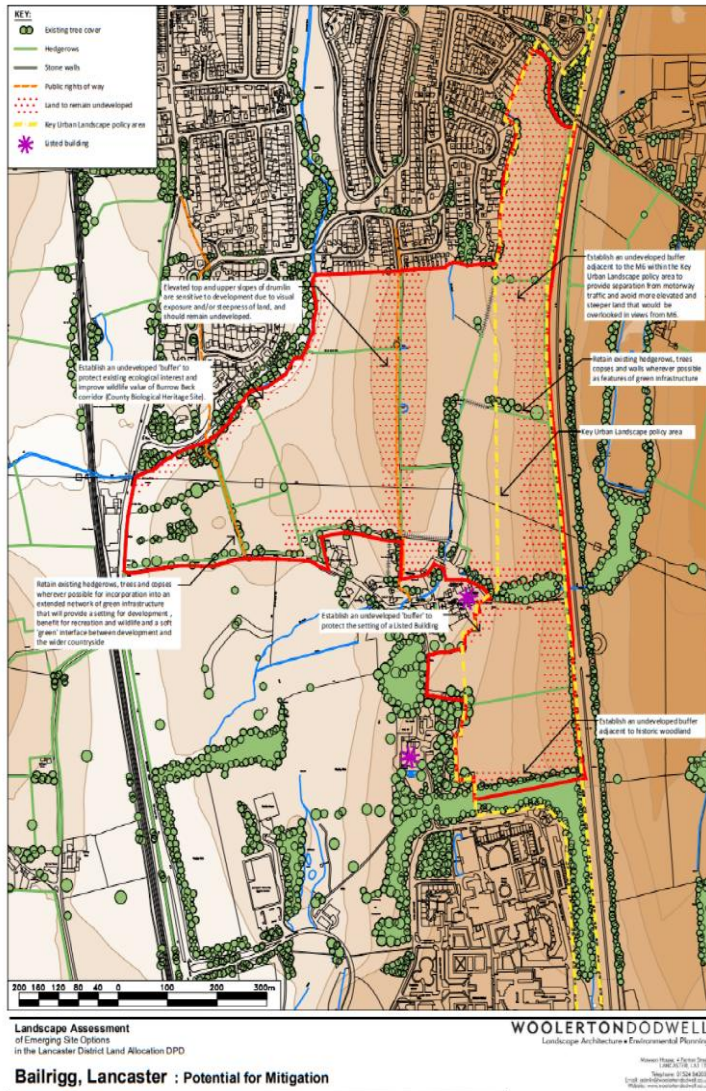 KEY:
Existing tree cover
Hedgerows
Stone walls
Public rights of way
Land to remain undeveloped
Key Urban Landscape policy area
Listed building
Establish an undeveloped buffer
adjacent to the M6 within the Key
Urban Landscape policy area to
provide separation from motorway
traffic and avoid more elevated and
steeper land that would be
overlooked in views from M6.
Elevated top and upper slopes of drumlin
are sensitive to development due to visual
exposure and/or steepness of land, and
should remain undeveloped.
Establish an undeveloped 'buffer' to
protect existing ecological interest and
improve wildlife value of Burrow Beck
corridor (County Biological Heritage Site).
Retain existing hedgerows, trees
copses and walls wherever possible
as features of green infrastructure
Key Urban Landscape policy area
Retain existing hedgerows, trees and copses
wherever possible for incorporation into an
extended network of green infrastructure
that will provide a setting for development ,
benefit for recreation and wildlife and a soft
'green' interface between development and
the wider countryside
Establish an undeveloped 'buffer' to
protect the setting of a Listed Building
Establish an undeveloped buffer
adjacent to historic woodland
200 160 120 80 40 0 100 200 300m
Landscape Assessment
of Emerging Site Options
in the Lancaster District Land Allocation DPD
Bailrigg, Lancaster : Potential for Mitigation
WOOLERTONDODWELL
Landscape Architecture • Environmental Planning